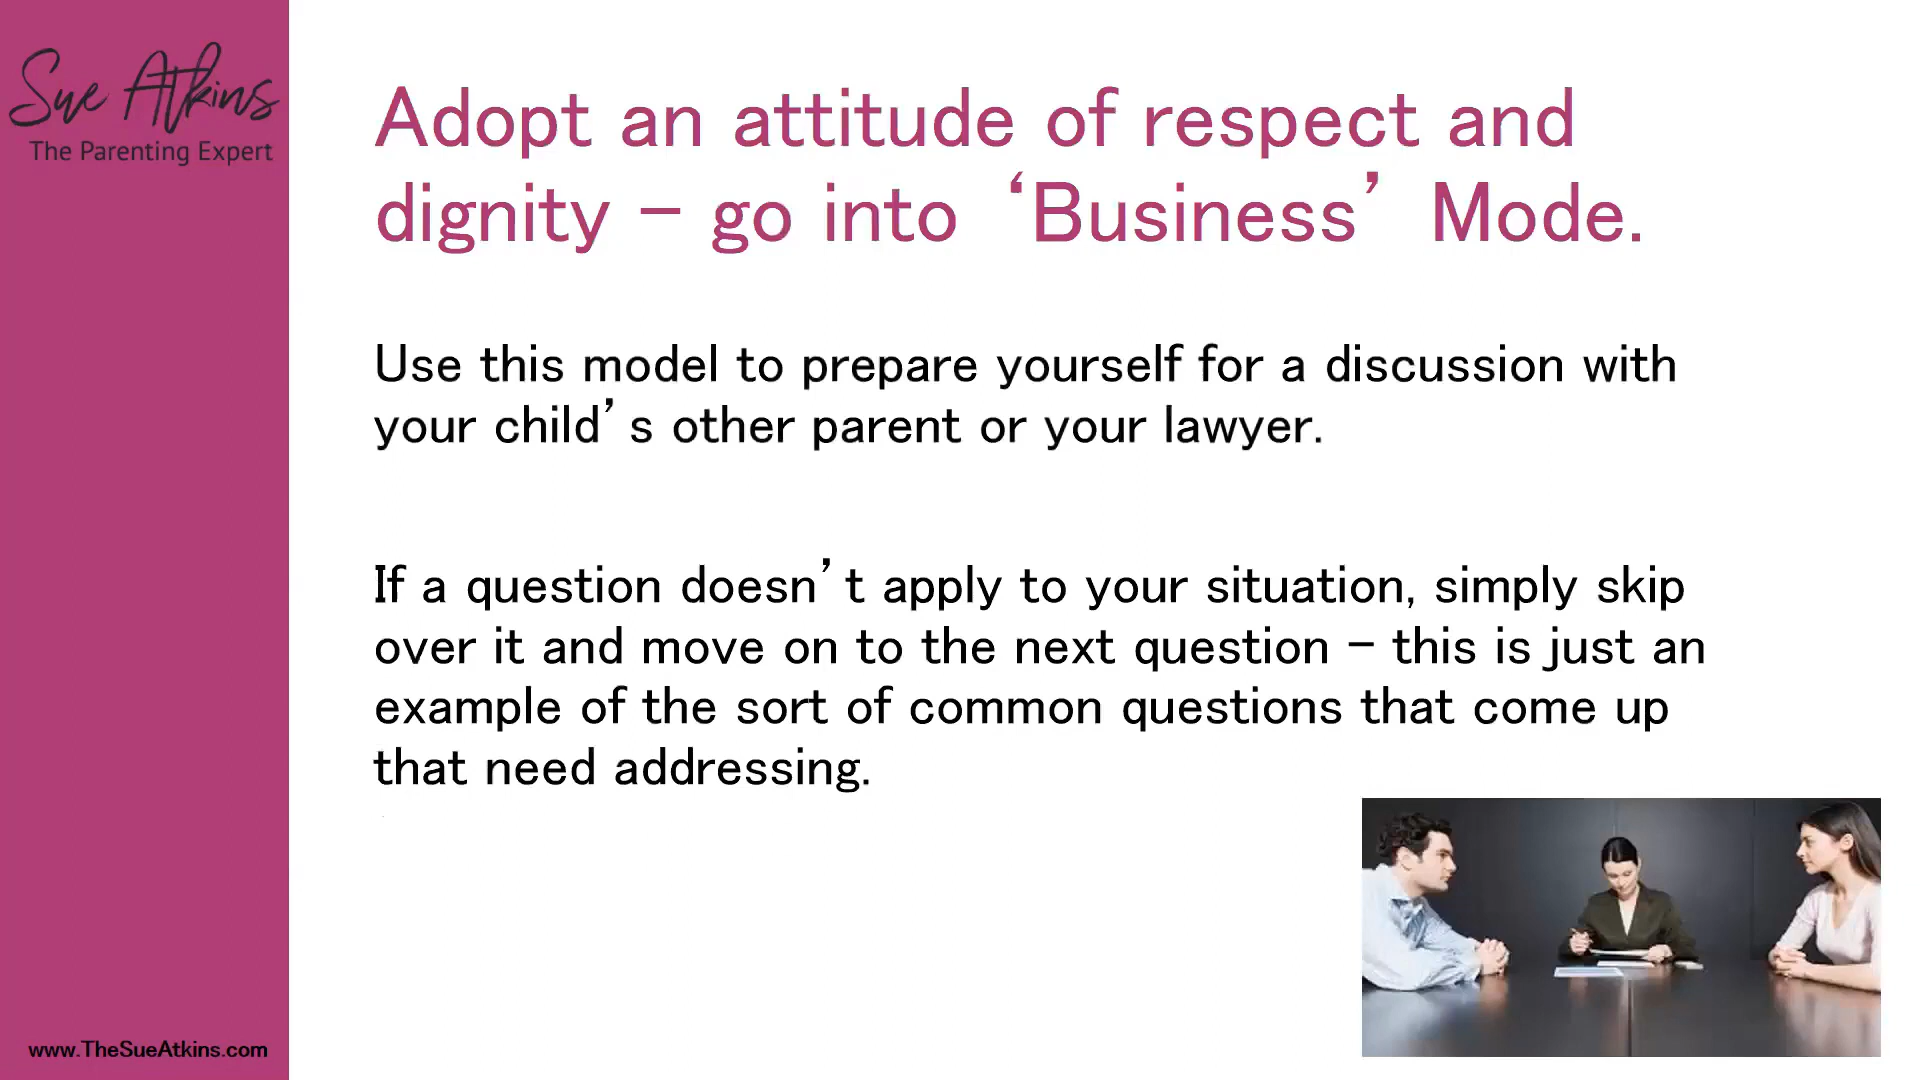 Sue Atkins
The Parenting Expert
Adopt an attitude of respect and
dignity – go into ‘Business’ Mode.
Use this model to prepare yourself for a discussion with
your child’s other parent or your lawyer.
If a question doesn’t apply to your situation, simply skip
over it and move on to the next question – this is just an
example of the sort of common questions that come up
that need addressing.
www.TheSueAtkins.com